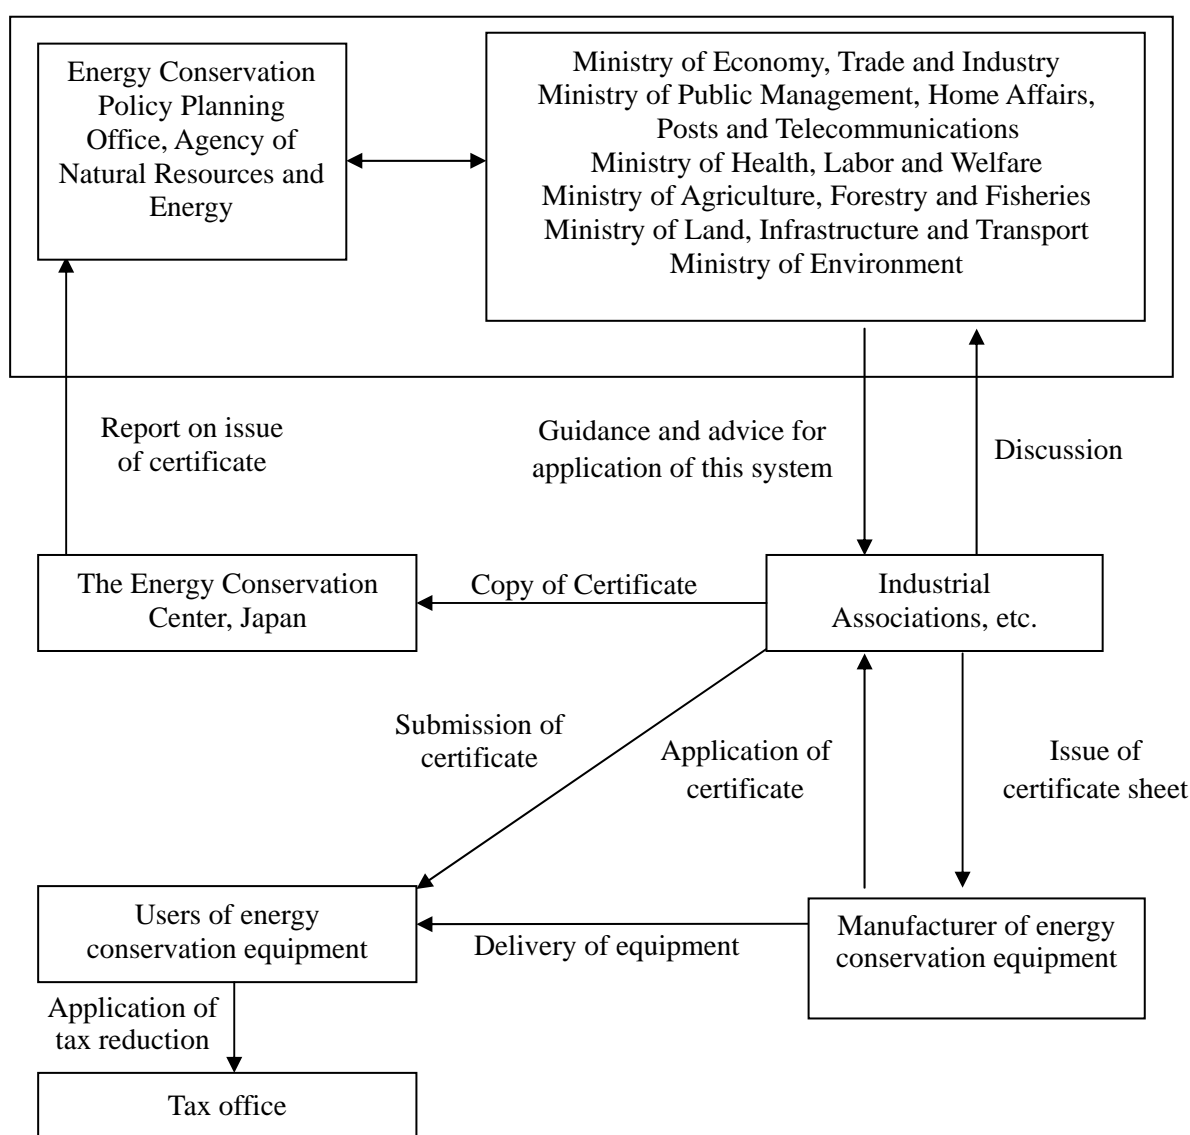 Energy Conservation
Policy Planning
Office, Agency of
Natural Resources and
Energy
Ministry of Economy, Trade and Industry
Ministry of Public Management, Home Affairs,
Posts and Telecommunications
Ministry of Health, Labor and Welfare
Ministry of Agriculture, Forestry and Fisheries
Ministry of Land, Infrastructure and Transport
Ministry of Environment
Report on issue
of certificate
Guidance and advice for
application of this system
Discussion
The Energy Conservation
Center, Japan
Copy of Certificate
Industrial
Associations, etc.
Submission of
certificate
Application of
certificate
Issue of
certificate sheet
Users of energy
conservation equipment
Delivery of equipment
Manufacturer of energy
conservation equipment
Application of
tax reduction
Tax office